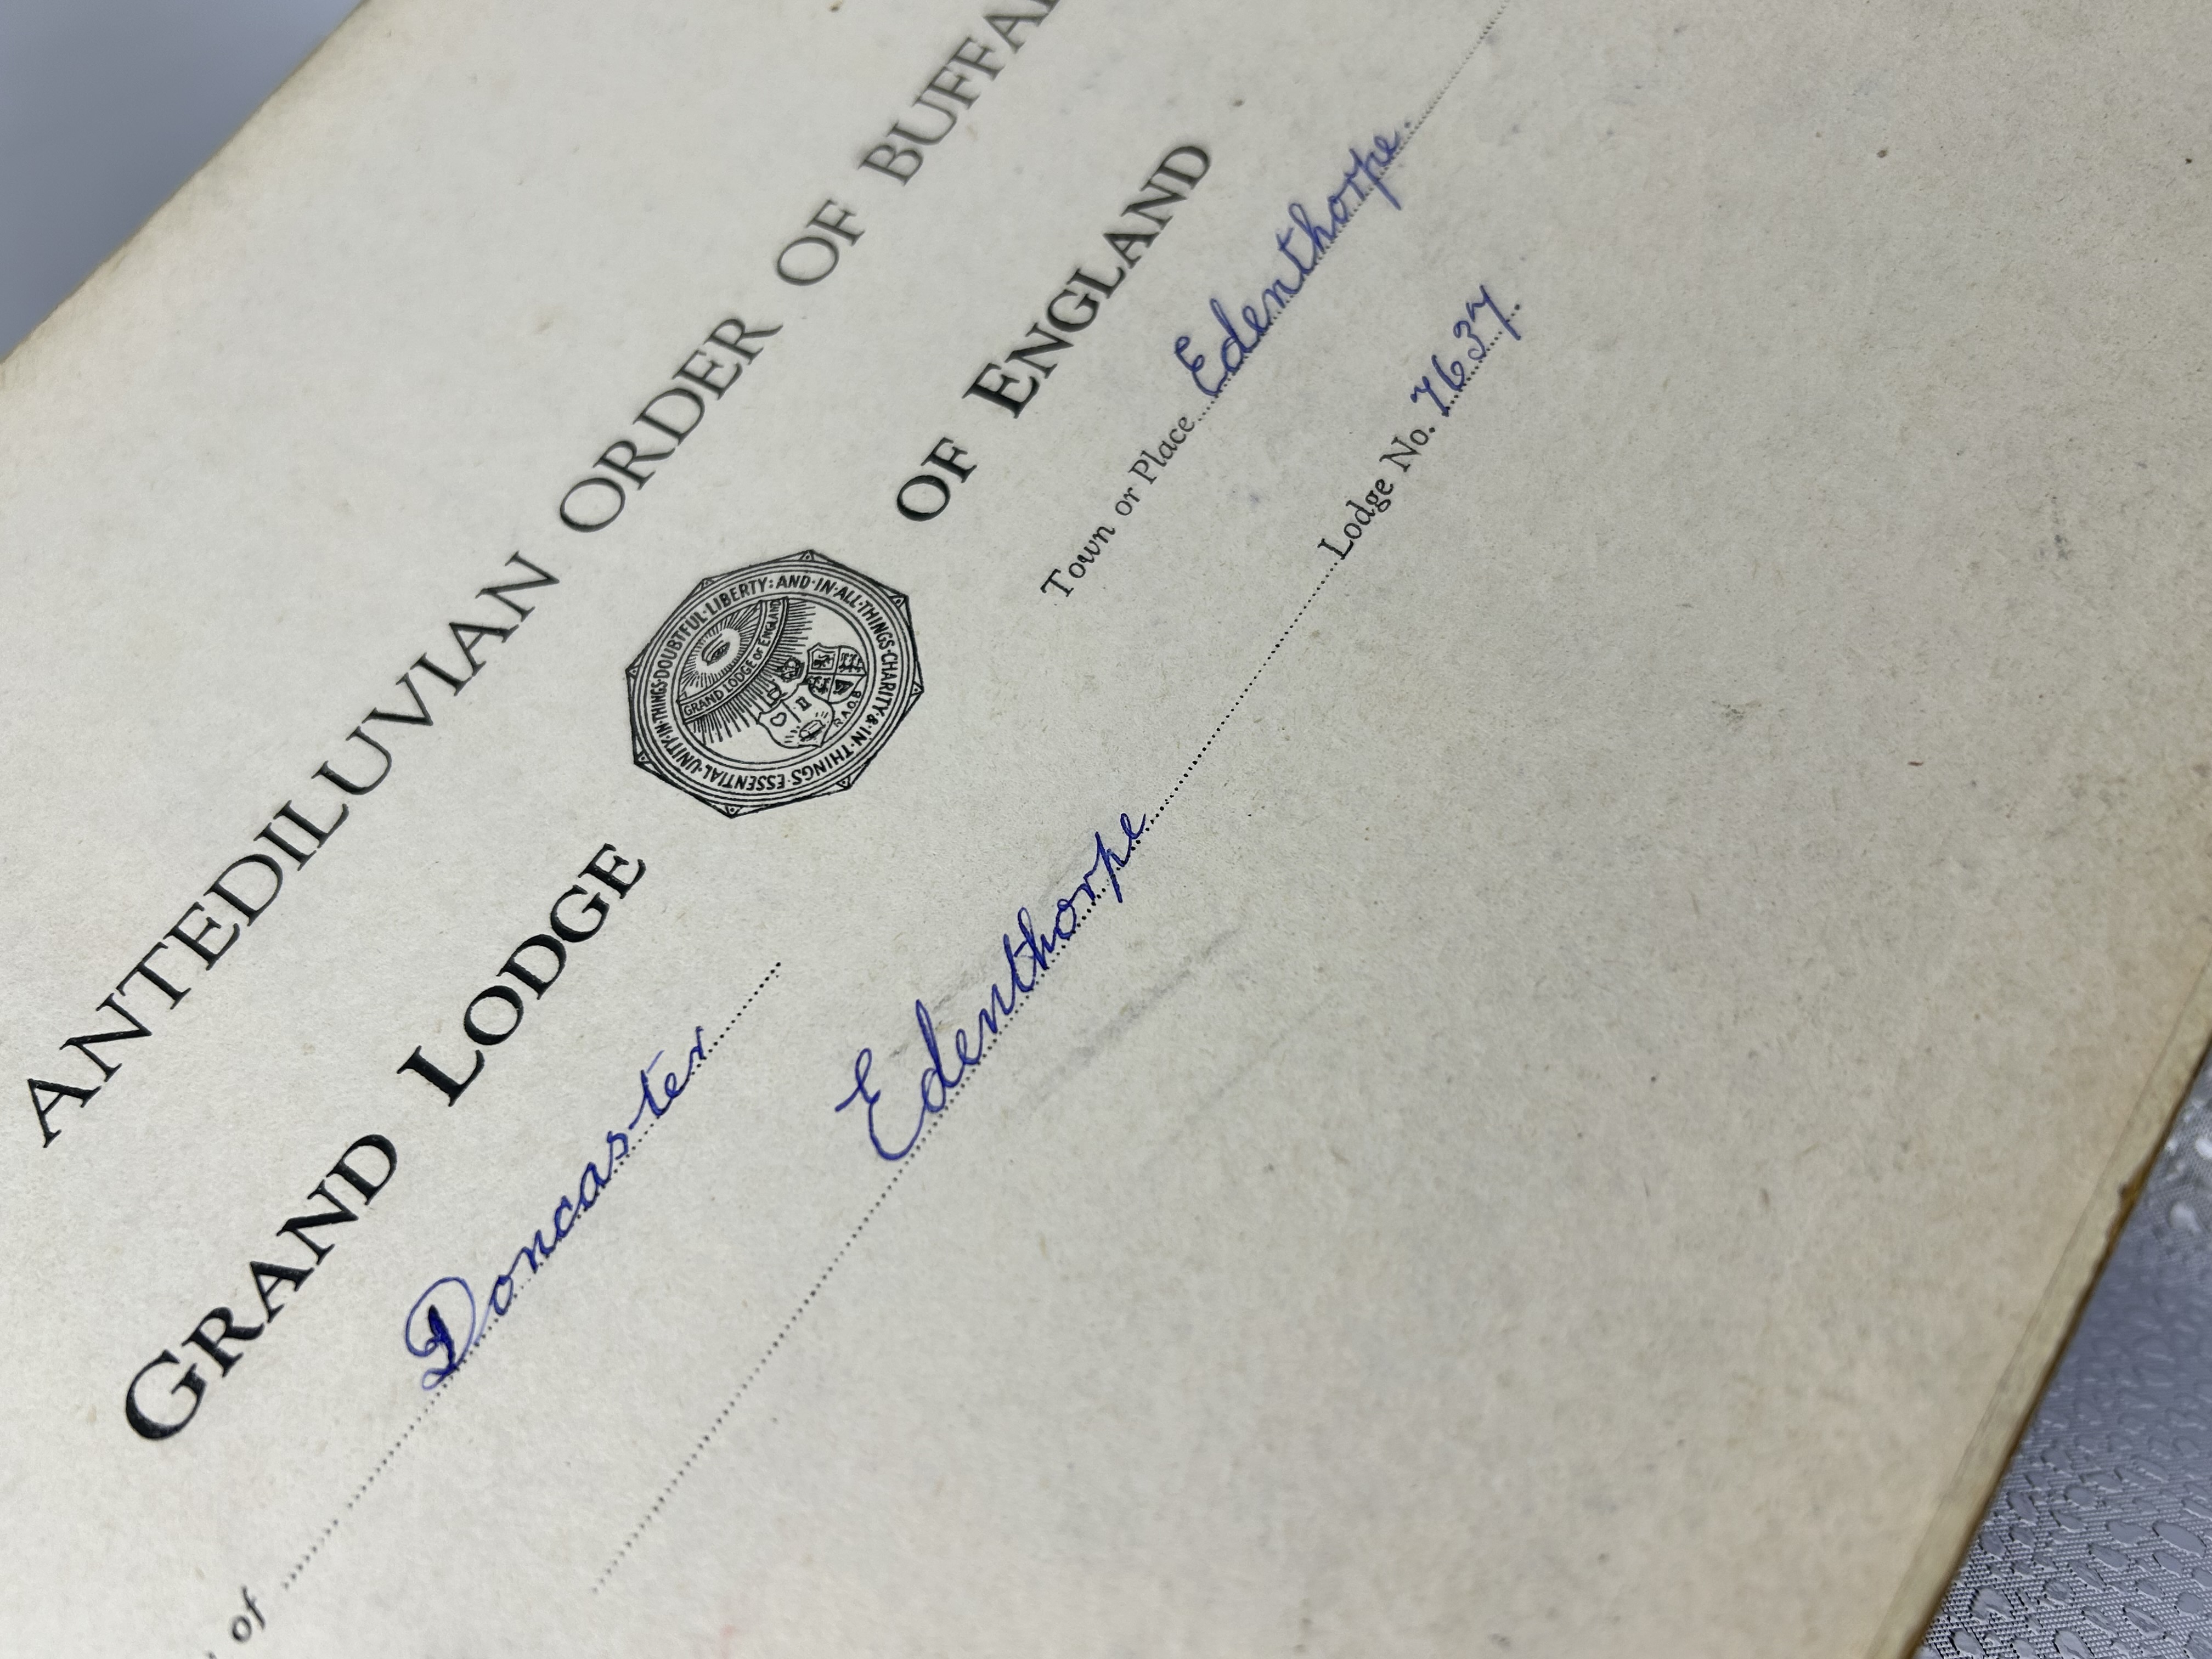 ANTEDILUVIAN ORDER OF BUFFA
GRAND LODGE OF ENGLAND
IN·THINGS·DOUBTFUL·LIBERTY:AND·IN·ALL·THINGS·CHARITY·&·IN·THINGS·ESSENTIAL·UNITY
GRAND LODGE OF ENGLAND
R.A.O.B
of Doncaster Town or Place Edenthorpe.
Edenthorpe Lodge No. 7637.